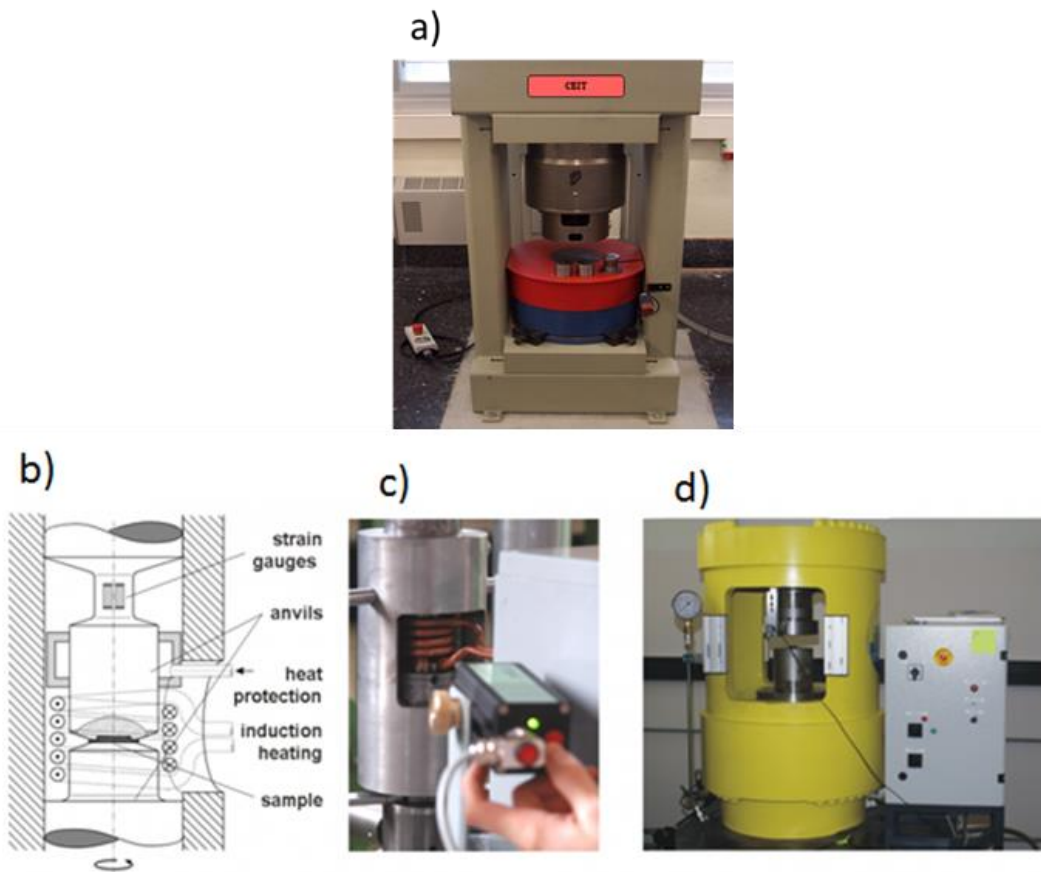 a)
CEIT
b)
strain
gauges
anvils
heat
protection
induction
heating
sample
c)
d)